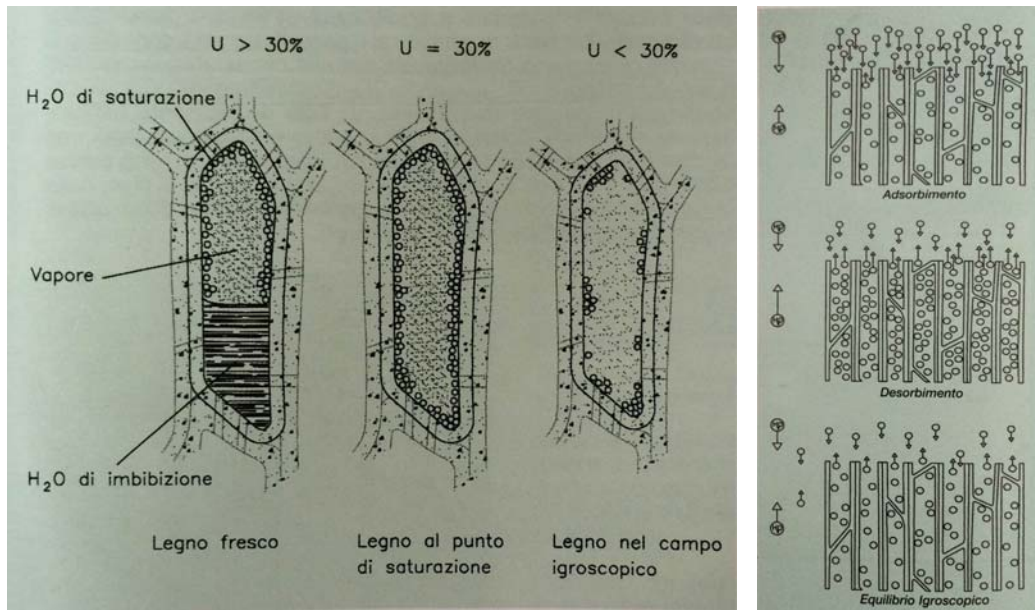 U > 30%
U = 30%
U < 30%
H₂O di saturazione
Vapore
H₂O di imbibizione
Legno fresco
Legno al punto
di saturazione
Legno nel campo
igroscopico
Adsorbimento
Desorbimento
Equilibrio Igroscopico